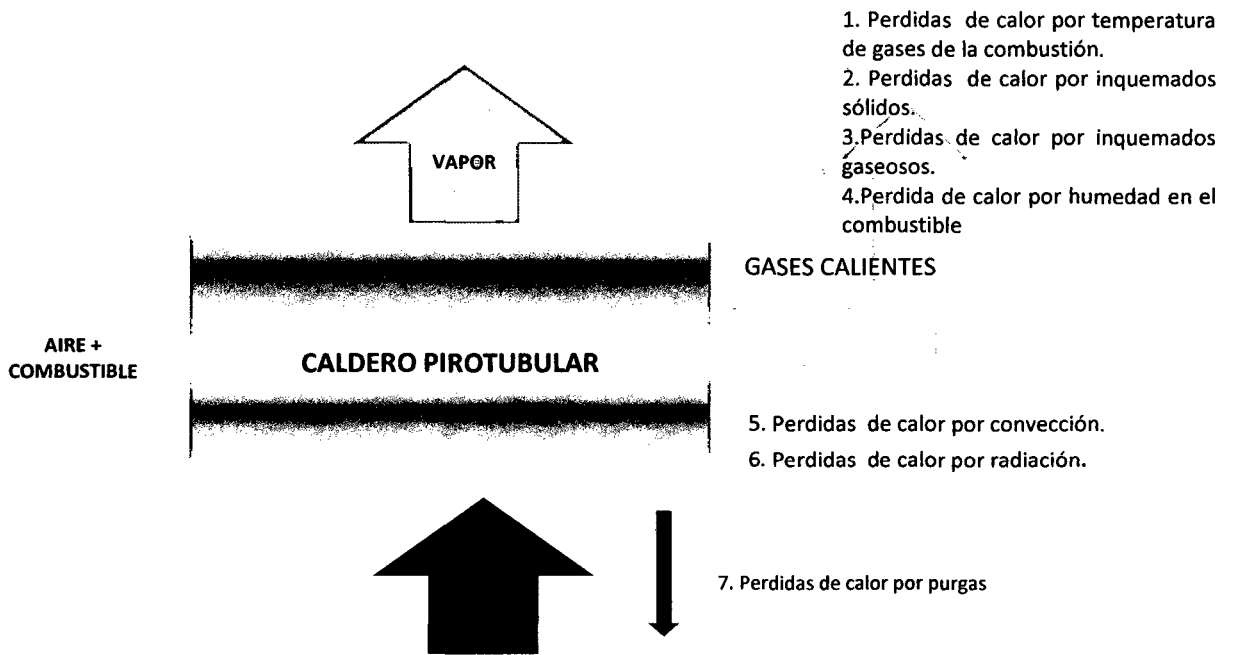 1. Perdidas de calor por temperatura
de gases de la combustión.
2. Perdidas de calor por inquemados
sólidos.
3.Perdidas de calor por inquemados
gaseosos.
4.Perdida de calor por humedad en el
combustible
VAPOR
GASES CALIENTES
AIRE +
COMBUSTIBLE
CALDERO PIROTUBULAR
5. Perdidas de calor por convección.
6. Perdidas de calor por radiación.
7. Perdidas de calor por purgas